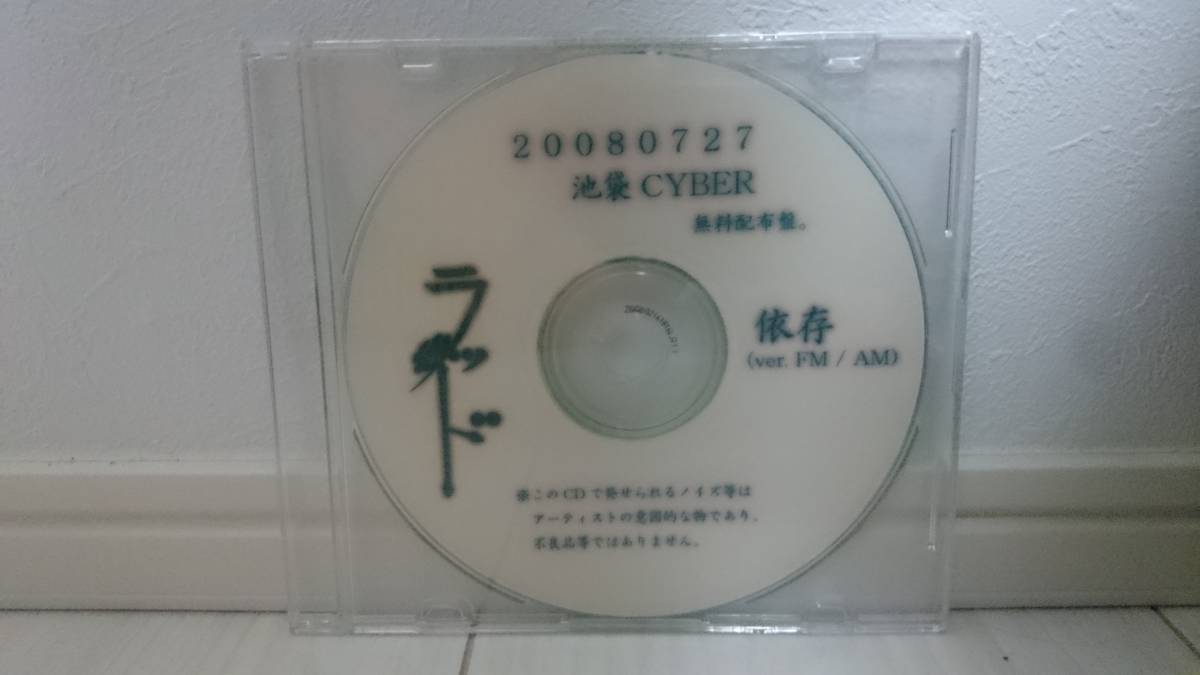 20080727
池袋 CYBER
無料配布盤。
ラッド
依存
(ver. FM / AM)
※このCDで発せられるノイズ等は
アーティストの意図的な物であり、
不良品等ではありません。